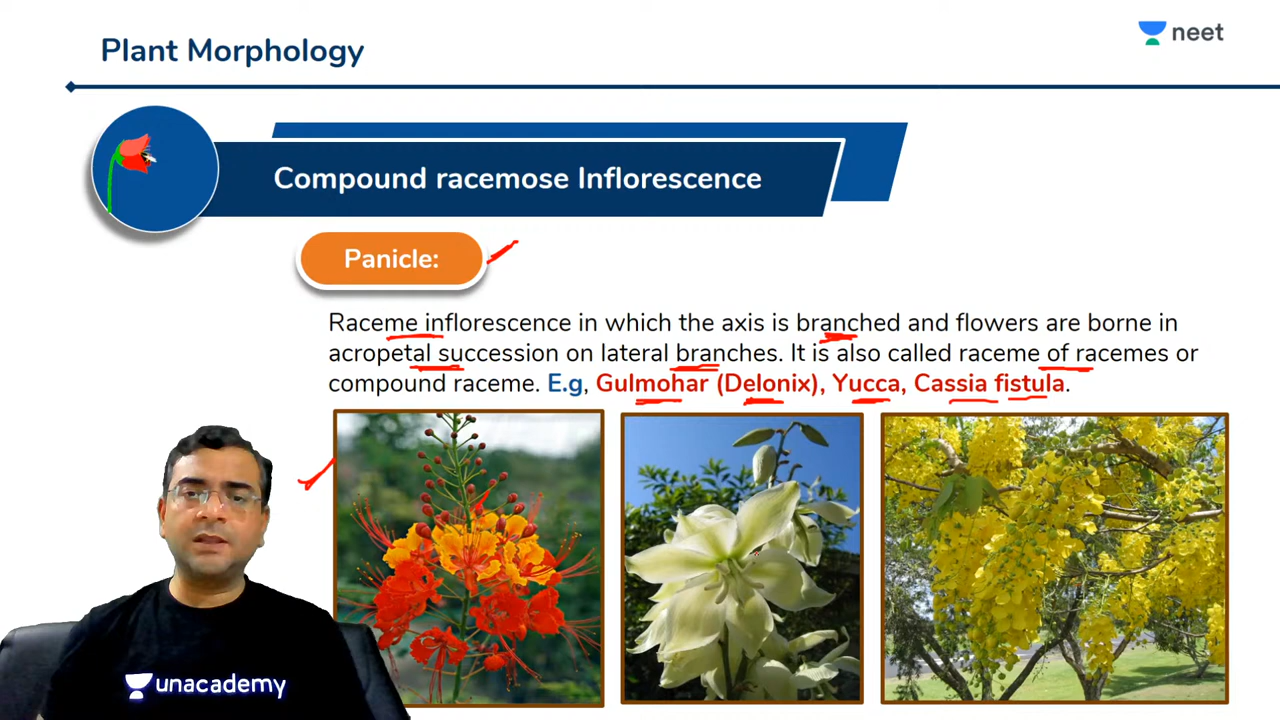 Plant Morphology
neet
Compound racemose Inflorescence
Panicle:
Raceme inflorescence in which the axis is branched and flowers are borne in
acropetal succession on lateral branches. It is also called raceme of racemes or
compound raceme. E.g, Gulmohar (Delonix), Yucca, Cassia fistula.
unacademy